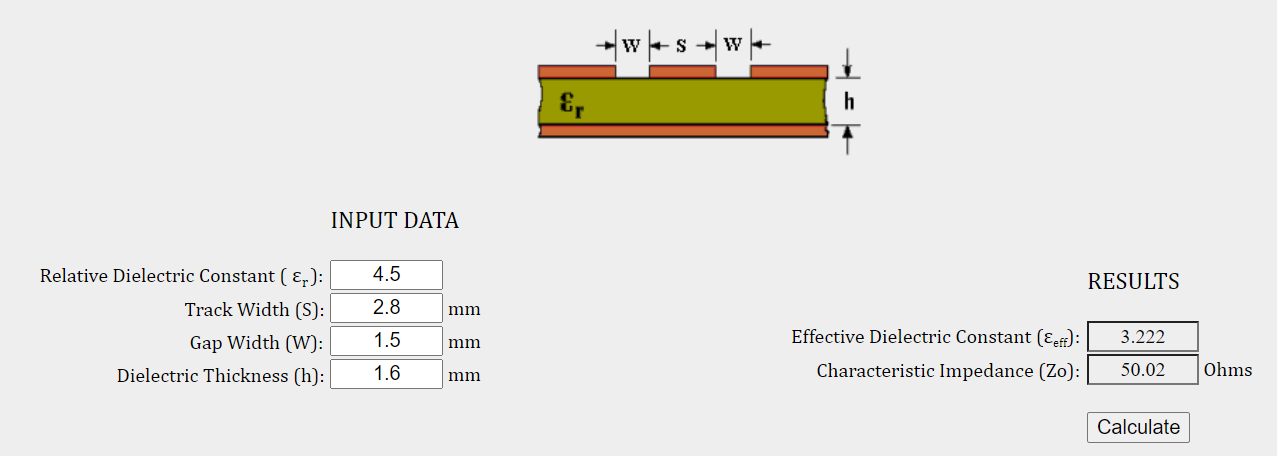 W S W
εr h
INPUT DATA
Relative Dielectric Constant ( εr): 4.5
Track Width (S): 2.8 mm
Gap Width (W): 1.5 mm
Dielectric Thickness (h): 1.6 mm
RESULTS
Effective Dielectric Constant (εeff): 3.222
Characteristic Impedance (Zo): 50.02 Ohms
Calculate